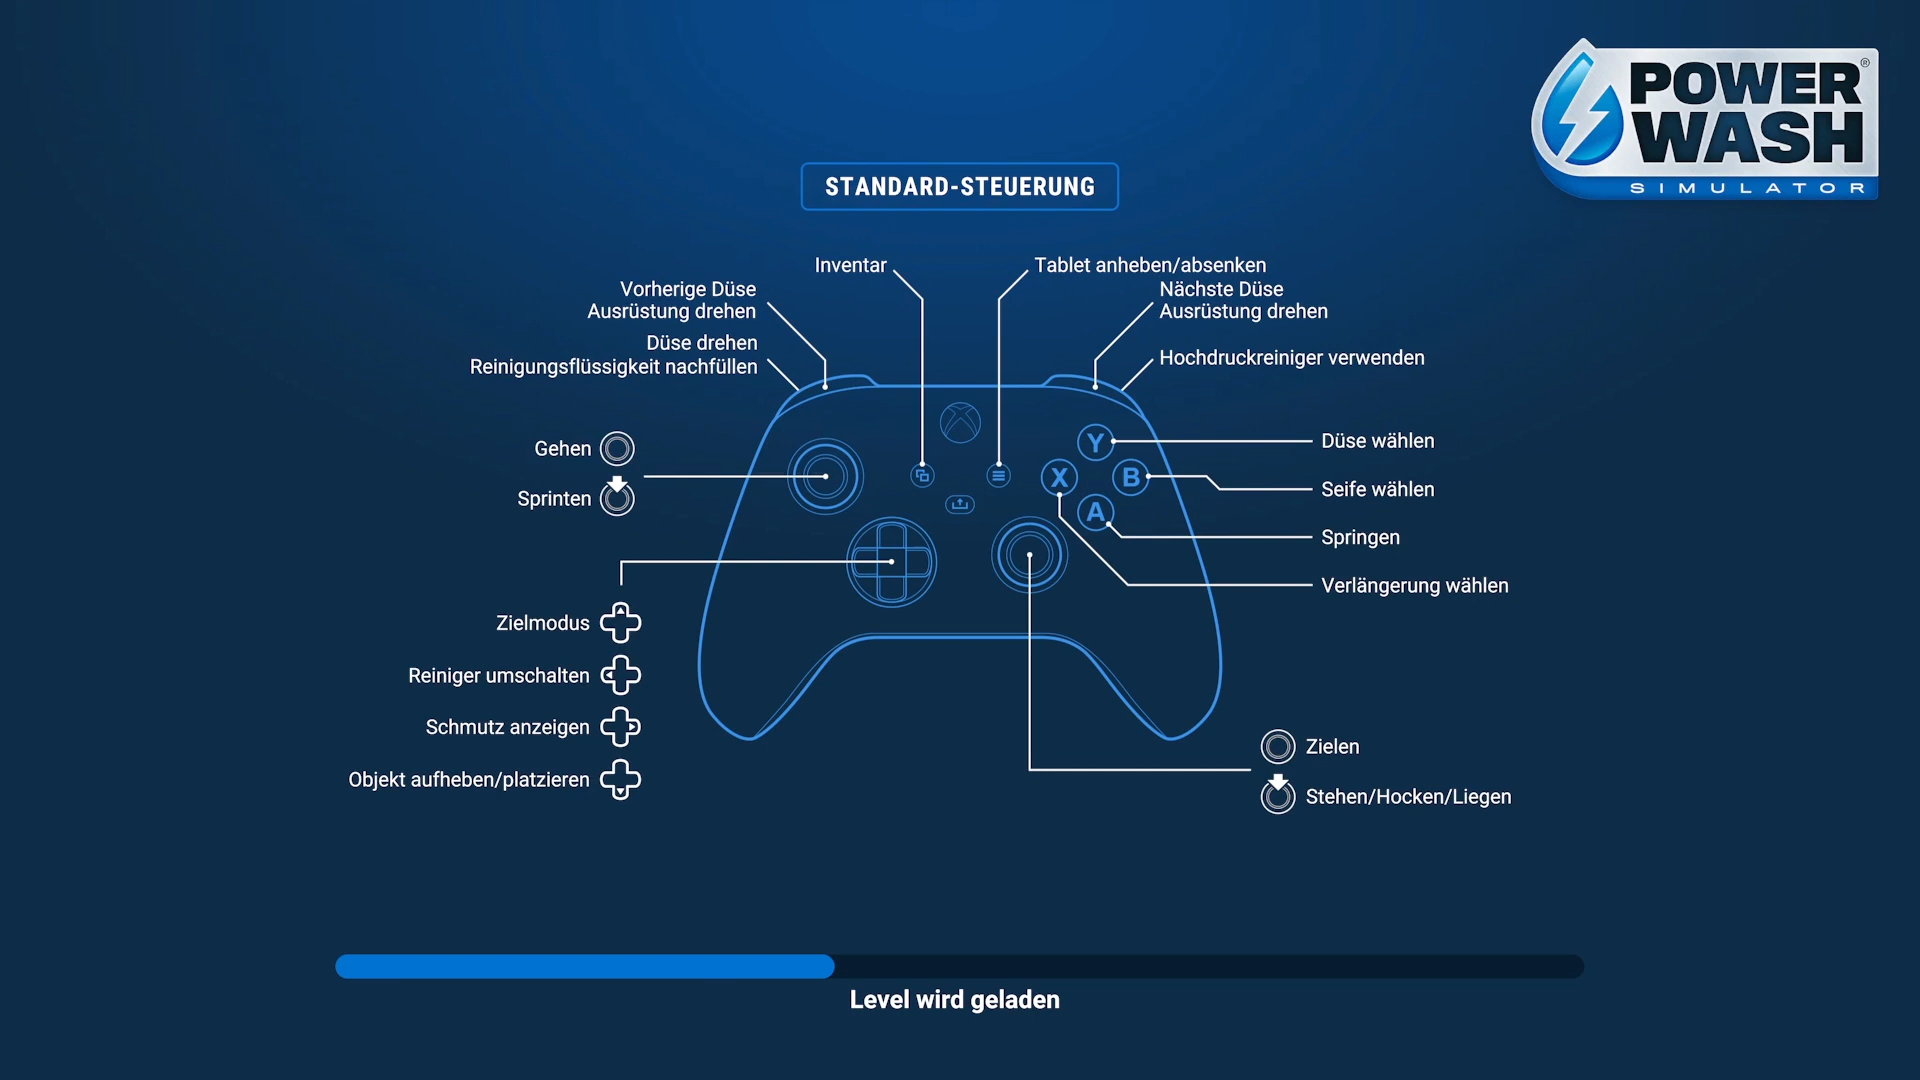 POWER®
WASH
SIMULATOR
STANDARD-STEUERUNG
Inventar
Tablet anheben/absenken
Vorherige Düse
Ausrüstung drehen
Nächste Düse
Ausrüstung drehen
Düse drehen
Reinigungsflüssigkeit nachfüllen
Hochdruckreiniger verwenden
Gehen
Sprinten
Y
X
B
A
Düse wählen
Seife wählen
Springen
Verlängerung wählen
Zielmodus
Reiniger umschalten
Schmutz anzeigen
Objekt aufheben/platzieren
Zielen
Stehen/Hocken/Liegen
Level wird geladen